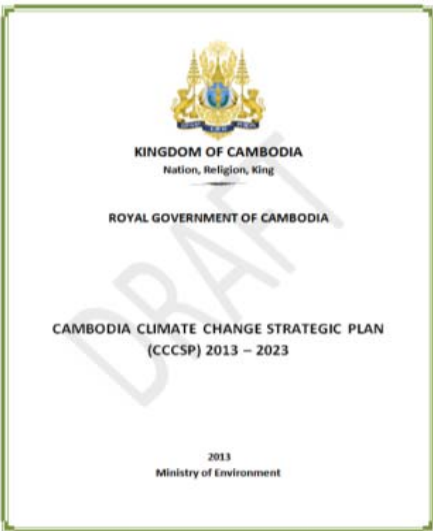 KINGDOM OF CAMBODIA
Nation, Religion, King
ROYAL GOVERNMENT OF CAMBODIA
DRAFT
CAMBODIA CLIMATE CHANGE STRATEGIC PLAN
(CCCSP) 2013 – 2023
2013
Ministry of Environment